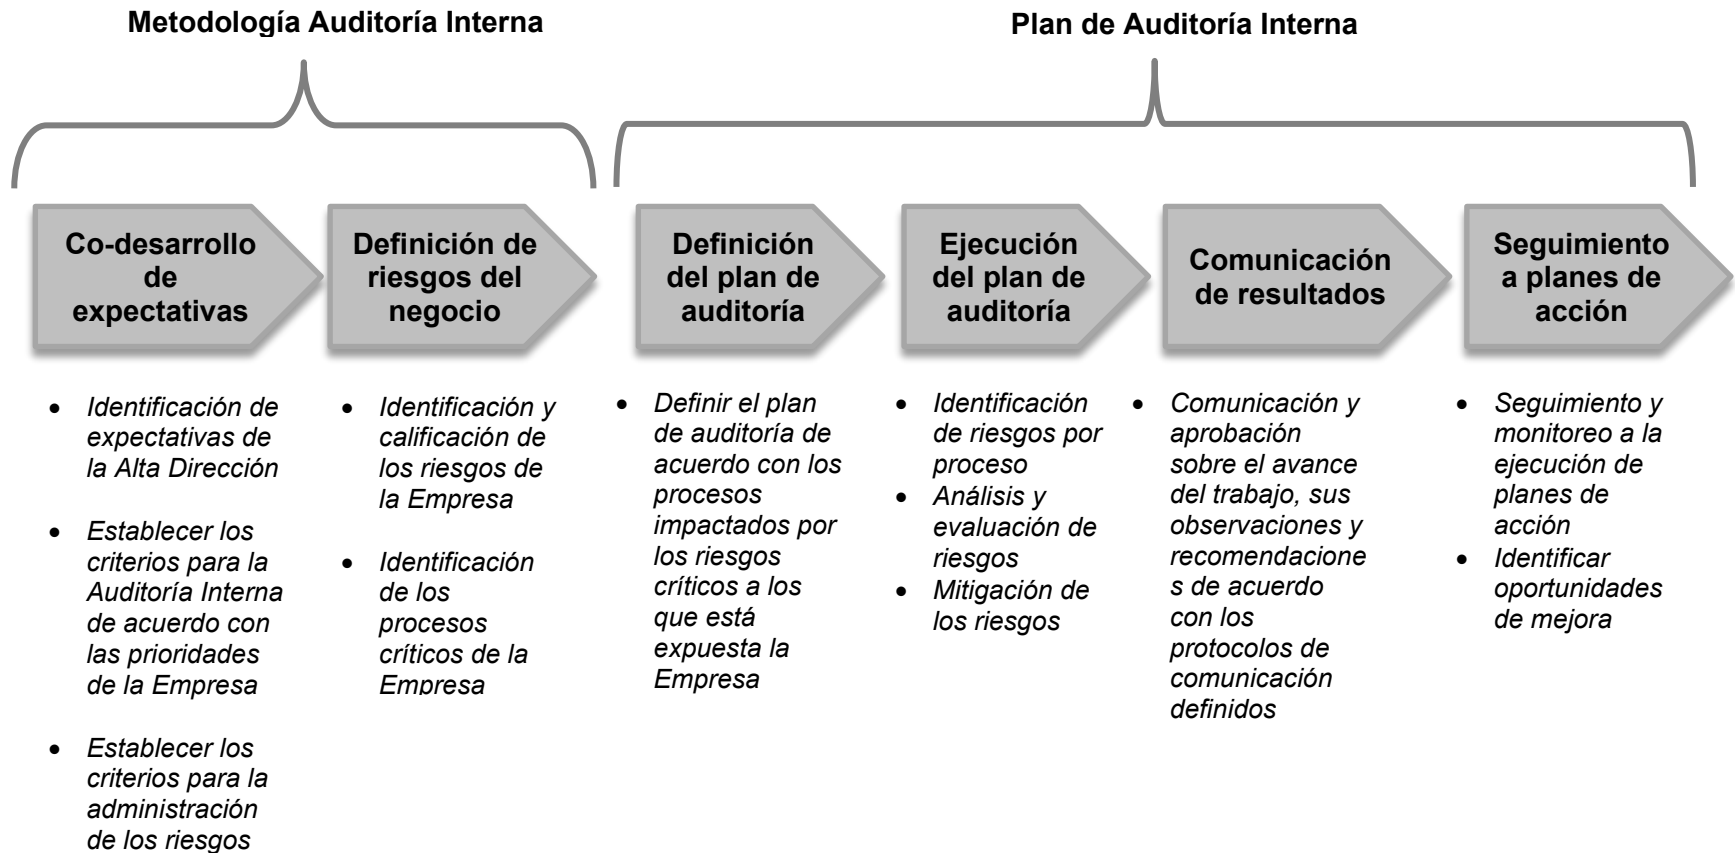 Metodología Auditoría Interna
Plan de Auditoría Interna
Co-desarrollo
de
expectativas
Definición de
riesgos del
negocio
Definición
del plan de
auditoría
Ejecución
del plan de
auditoría
Comunicación
de resultados
Seguimiento
a planes de
acción
• Identificación de
expectativas de
la Alta Dirección
• Establecer los
criterios para la
Auditoría Interna
de acuerdo con
las prioridades
de la Empresa
• Establecer los
criterios para la
administración
de los riesgos
• Identificación y
calificación de
los riesgos de
la Empresa
• Identificación
de los
procesos
críticos de la
Empresa
• Definir el plan
de auditoría de
acuerdo con los
procesos
impactados por
los riesgos
críticos a los
que está
expuesta la
Empresa
• Identificación
de riesgos por
proceso
• Análisis y
evaluación de
riesgos
• Mitigación de
los riesgos
• Comunicación y
aprobación
sobre el avance
del trabajo, sus
observaciones y
recomendacione
s de acuerdo
con los
protocolos de
comunicación
definidos
• Seguimiento y
monitoreo a la
ejecución de
planes de
acción
• Identificar
oportunidades
de mejora